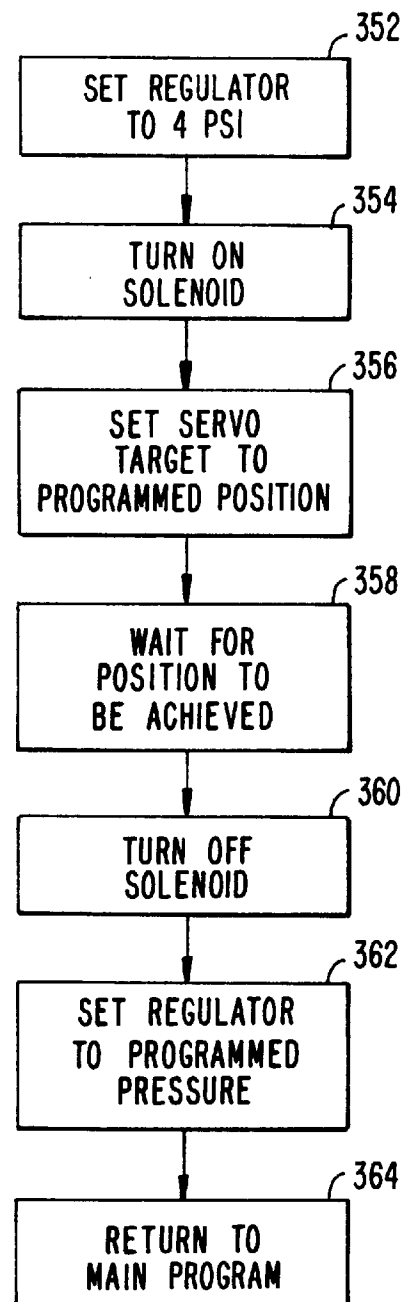 352
SET REGULATOR
TO 4 PSI
354
TURN ON
SOLENOID
356
SET SERVO
TARGET TO
PROGRAMMED POSITION
358
WAIT FOR
POSITION TO
BE ACHIEVED
360
TURN OFF
SOLENOID
362
SET REGULATOR
TO PROGRAMMED
PRESSURE
364
RETURN TO
MAIN PROGRAM